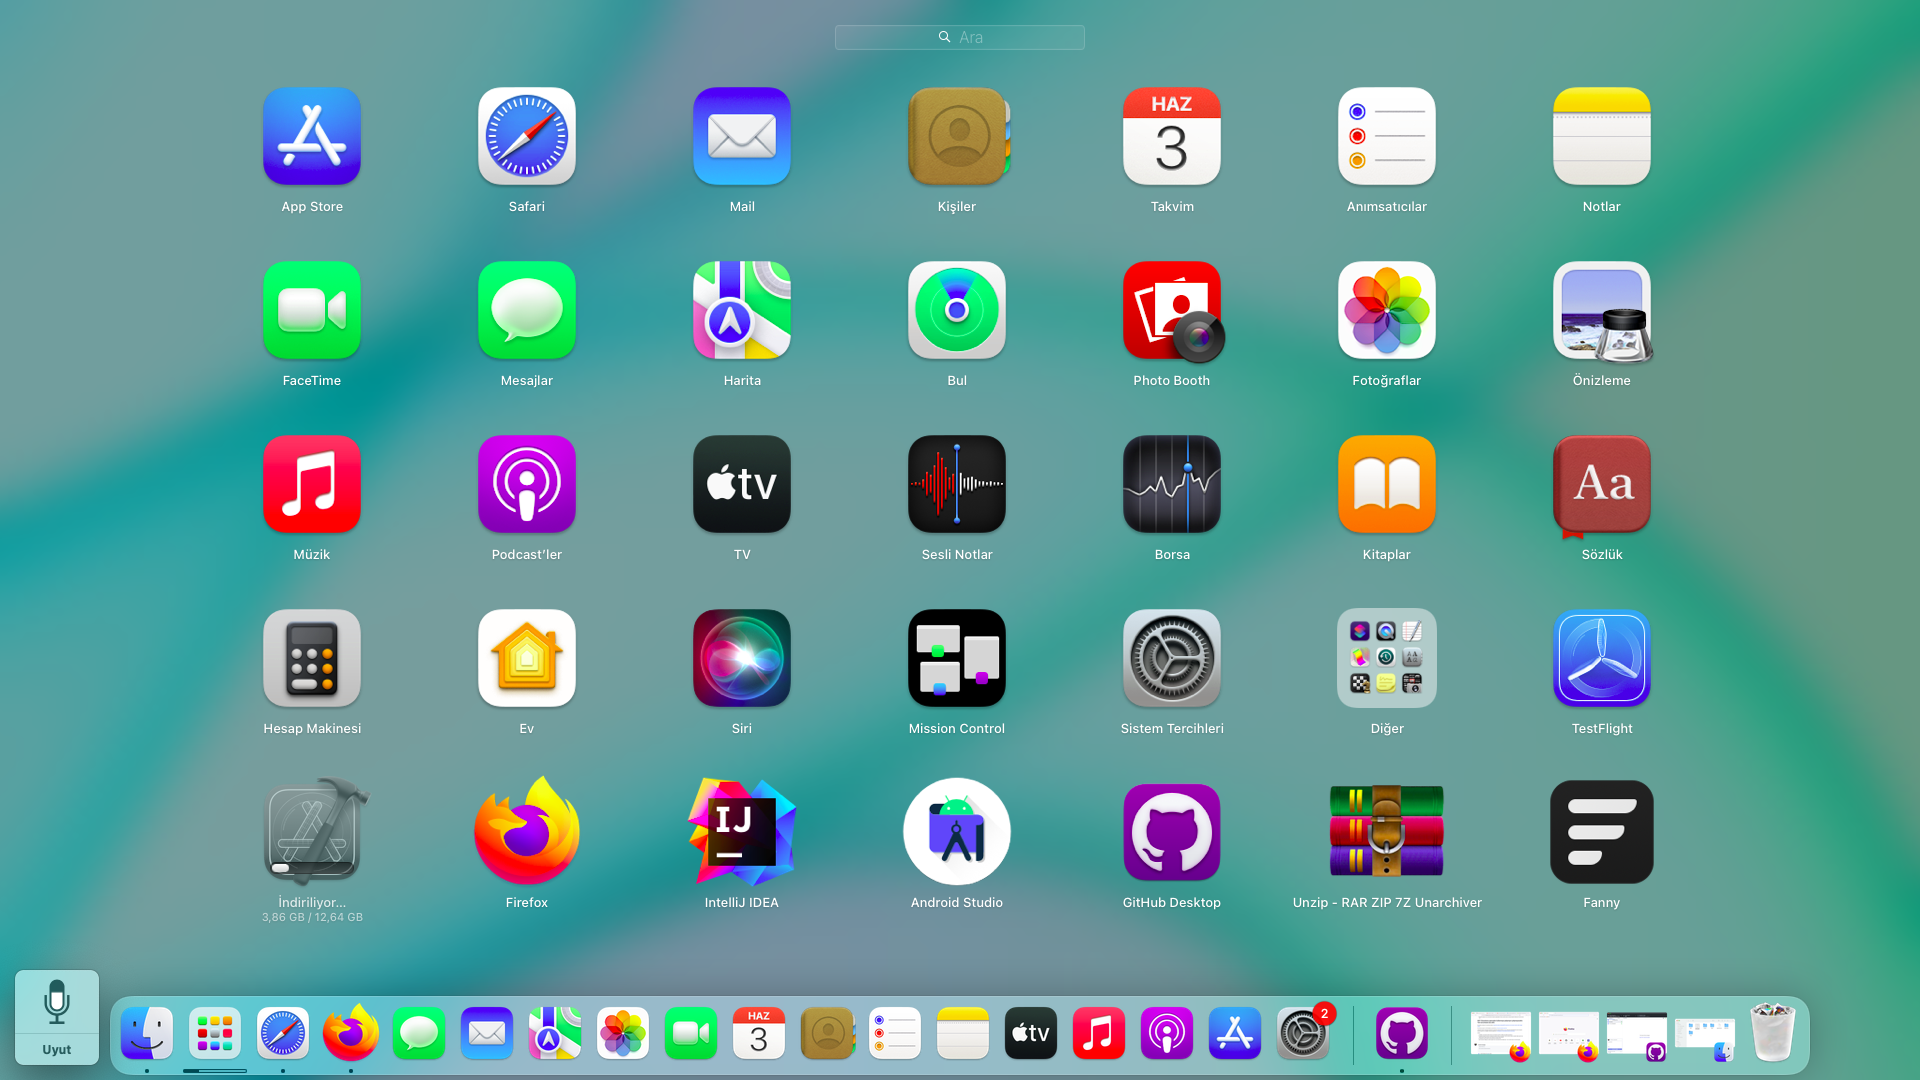 Ara
HAZ
3
App Store
Safari
Mail
Kişiler
Takvim
Anımsatıcılar
Notlar
FaceTime
Mesajlar
Harita
Bul
Photo Booth
Fotoğraflar
Önizleme
tv
Aa
Müzik
Podcast'ler
TV
Sesli Notlar
Borsa
Kitaplar
Sözlük
Hesap Makinesi
Ev
Siri
Mission Control
Sistem Tercihleri
Diğer
TestFlight
IJ
İndiriliyor...
3,86 GB / 12,64 GB
Firefox
IntelliJ IDEA
Android Studio
GitHub Desktop
Unzip - RAR ZIP 7Z Unarchiver
Fanny
Uyut
HAZ
3
tv
2